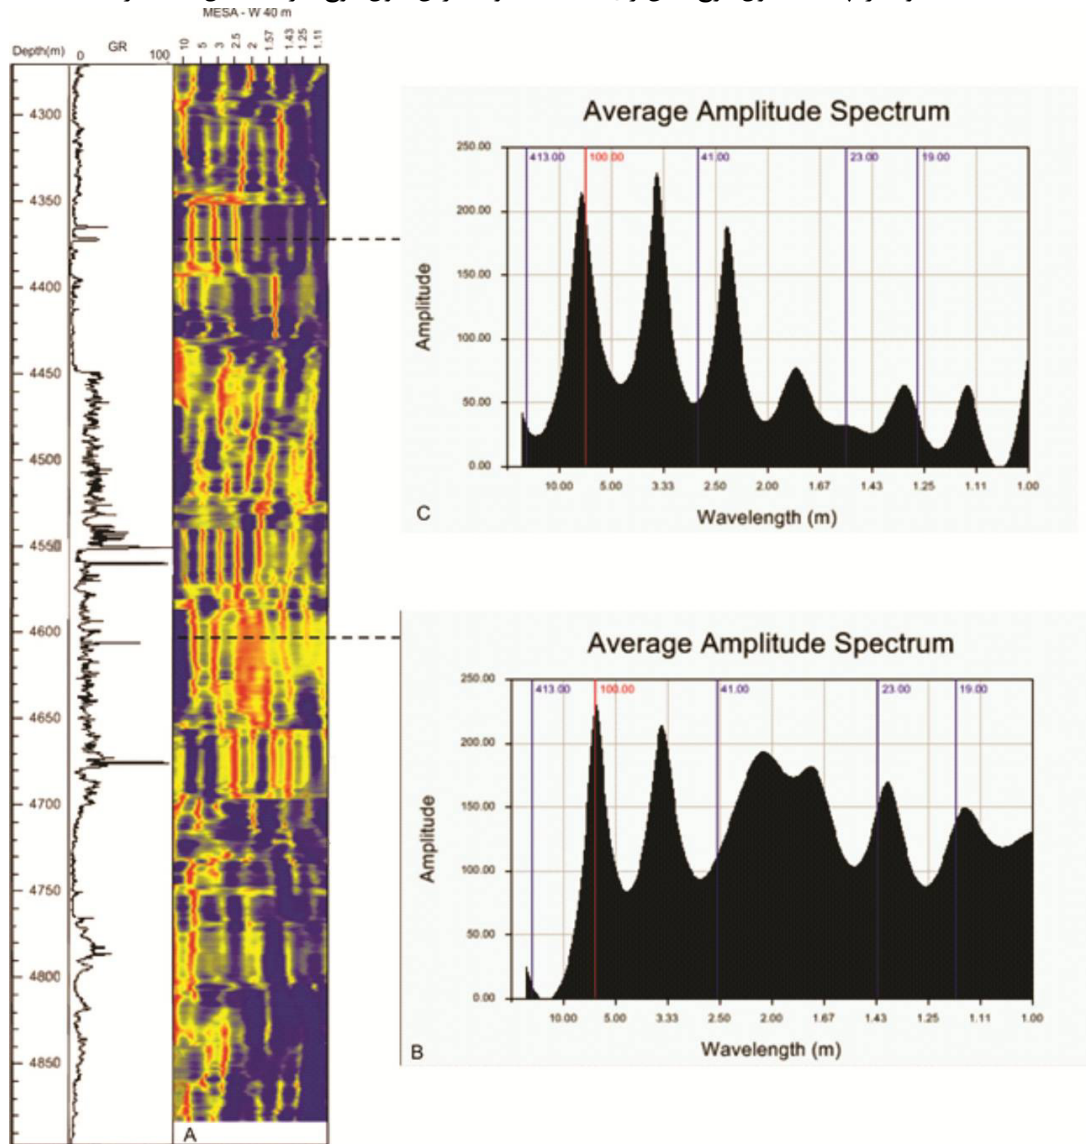 MESA - W 40 m
Depth(m) 0 GR 100 10 5 3 2.5 2 1.57 1.43 1.25 1.11
4300
4350
4400
4450
4500
4550
4600
4650
4700
4750
4800
4850
A
Average Amplitude Spectrum
250.00
200.00
150.00
100.00
50.00
0.00
Amplitude
413.00 100.00 41.00 23.00 19.00
10.00 5.00 3.33 2.50 2.00 1.67 1.43 1.25 1.11 1.00
Wavelength (m)
C
Average Amplitude Spectrum
250.00
200.00
150.00
100.00
50.00
0.00
Amplitude
413.00 100.00 41.00 23.00 19.00
10.00 5.00 3.33 2.50 2.00 1.67 1.43 1.25 1.11 1.00
Wavelength (m)
B